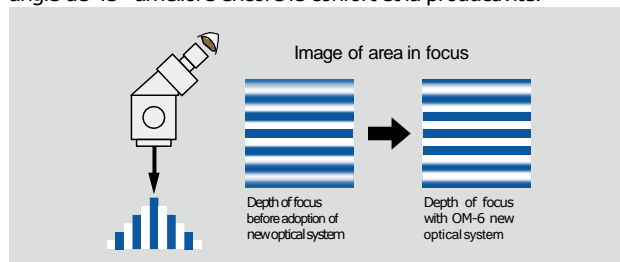 Image of area in focus
Depth of focus
before adoption of
new optical system
Depth of focus
with OM-6 new
optical system